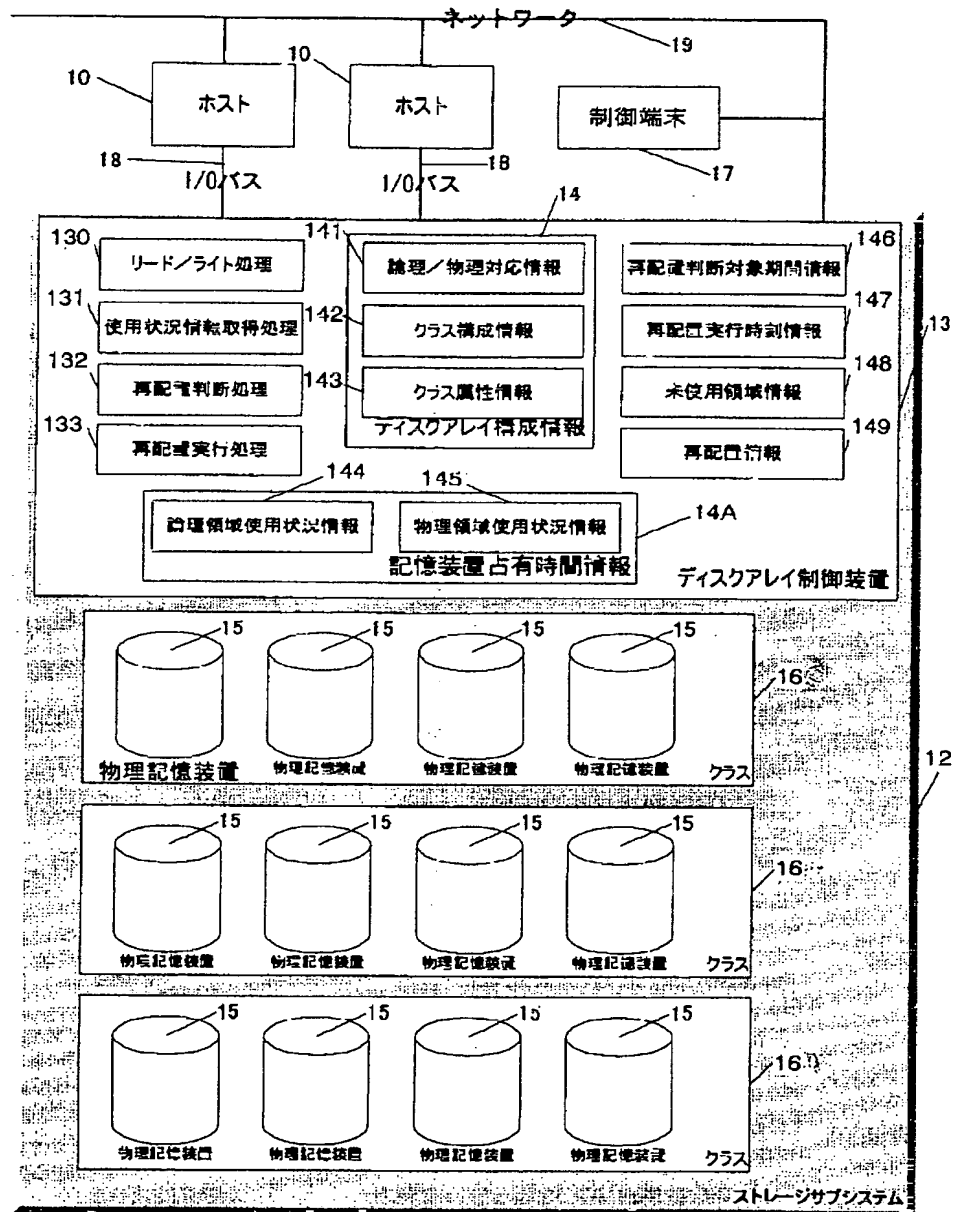 ネットワーク
19
10
ホスト
10
ホスト
制御端末
17
18
I/Oバス
18
I/Oバス
14
130
リード/ライト処理
141
論理/物理対応情報
146
再配置判断対象期間情報
131
使用状況情報取得処理
142
クラス構成情報
147
再配置実行時刻情報
13
132
再配置判断処理
143
クラス属性情報
148
未使用領域情報
133
再配置実行処理
ディスクアレイ構成情報
149
再配置情報
144
論理領域使用状況情報
145
物理領域使用状況情報
14A
記憶装置占有時間情報
ディスクアレイ制御装置
15
15
15
15
16
物理記憶装置
物理記憶装置
物理記憶装置
物理記憶装置
クラス
12
15
15
15
15
16
物理記憶装置
物理記憶装置
物理記憶装置
物理記憶装置
クラス
15
15
15
15
16
物理記憶装置
物理記憶装置
物理記憶装置
物理記憶装置
クラス
ストレージサブシステム